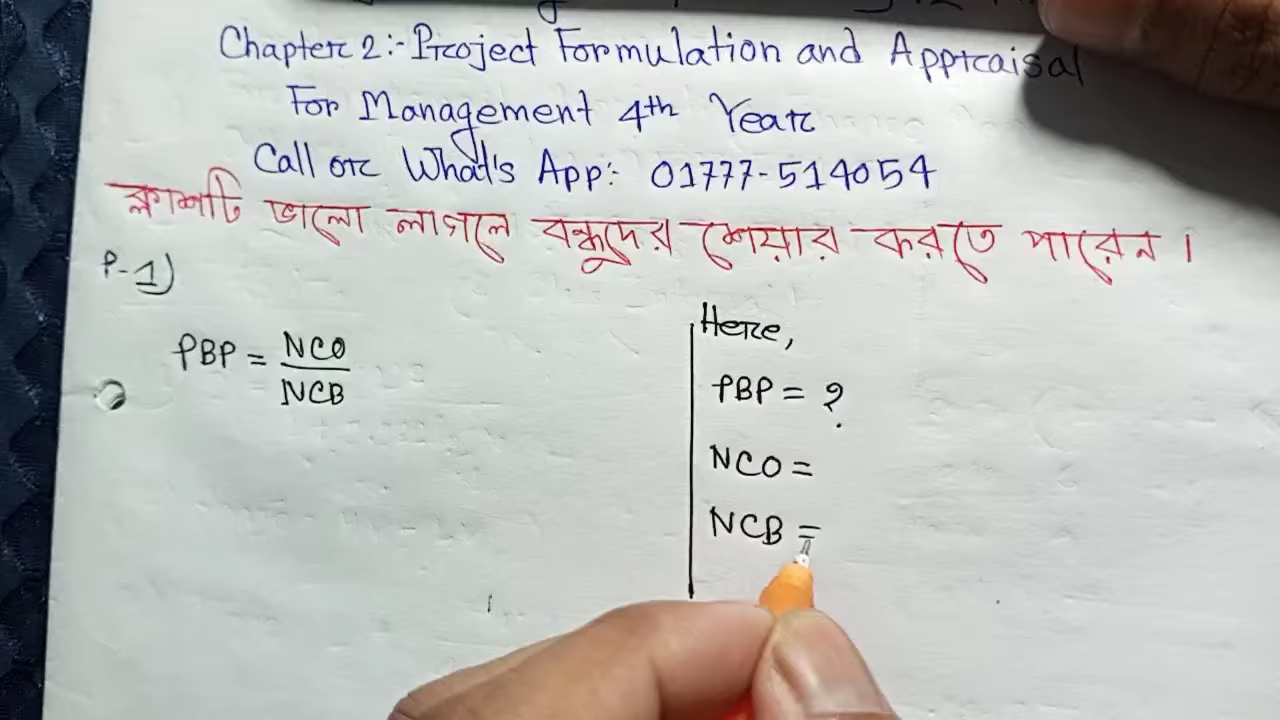 Chapter 2:- Project Formulation and Appraisal
For Management 4th Year
Call or What's App:- 01777-514054
ক্লাশটি ভালো লাগলে বন্ধুদের শেয়ার করতে পারেন।
P-1)
PBP = NCO
NCB
Here,
PBP = ?
NCO =
NCB =